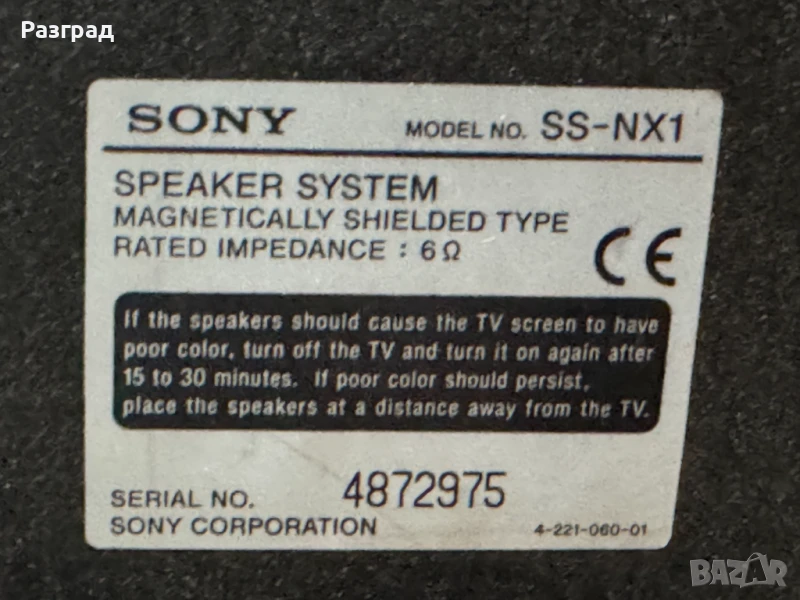 Разград
SONY MODEL NO. SS-NX1
SPEAKER SYSTEM
MAGNETICALLY SHIELDED TYPE
RATED IMPEDANCE : 6 Ω
CE
If the speakers should cause the TV screen to have
poor color, turn off the TV and turn it on again after
15 to 30 minutes. If poor color should persist,
place the speakers at a distance away from the TV.
SERIAL NO. 4872975
SONY CORPORATION 4-221-060-01
BAZAR